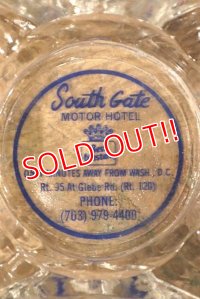 South Gate
MOTOR HOTEL
SOLD OUT!!
MINUTES AWAY FROM WASH., D.C.
Rt. 95 At Glebe Rd. (Rt. 120)
PHONE:
(703) 979-4400